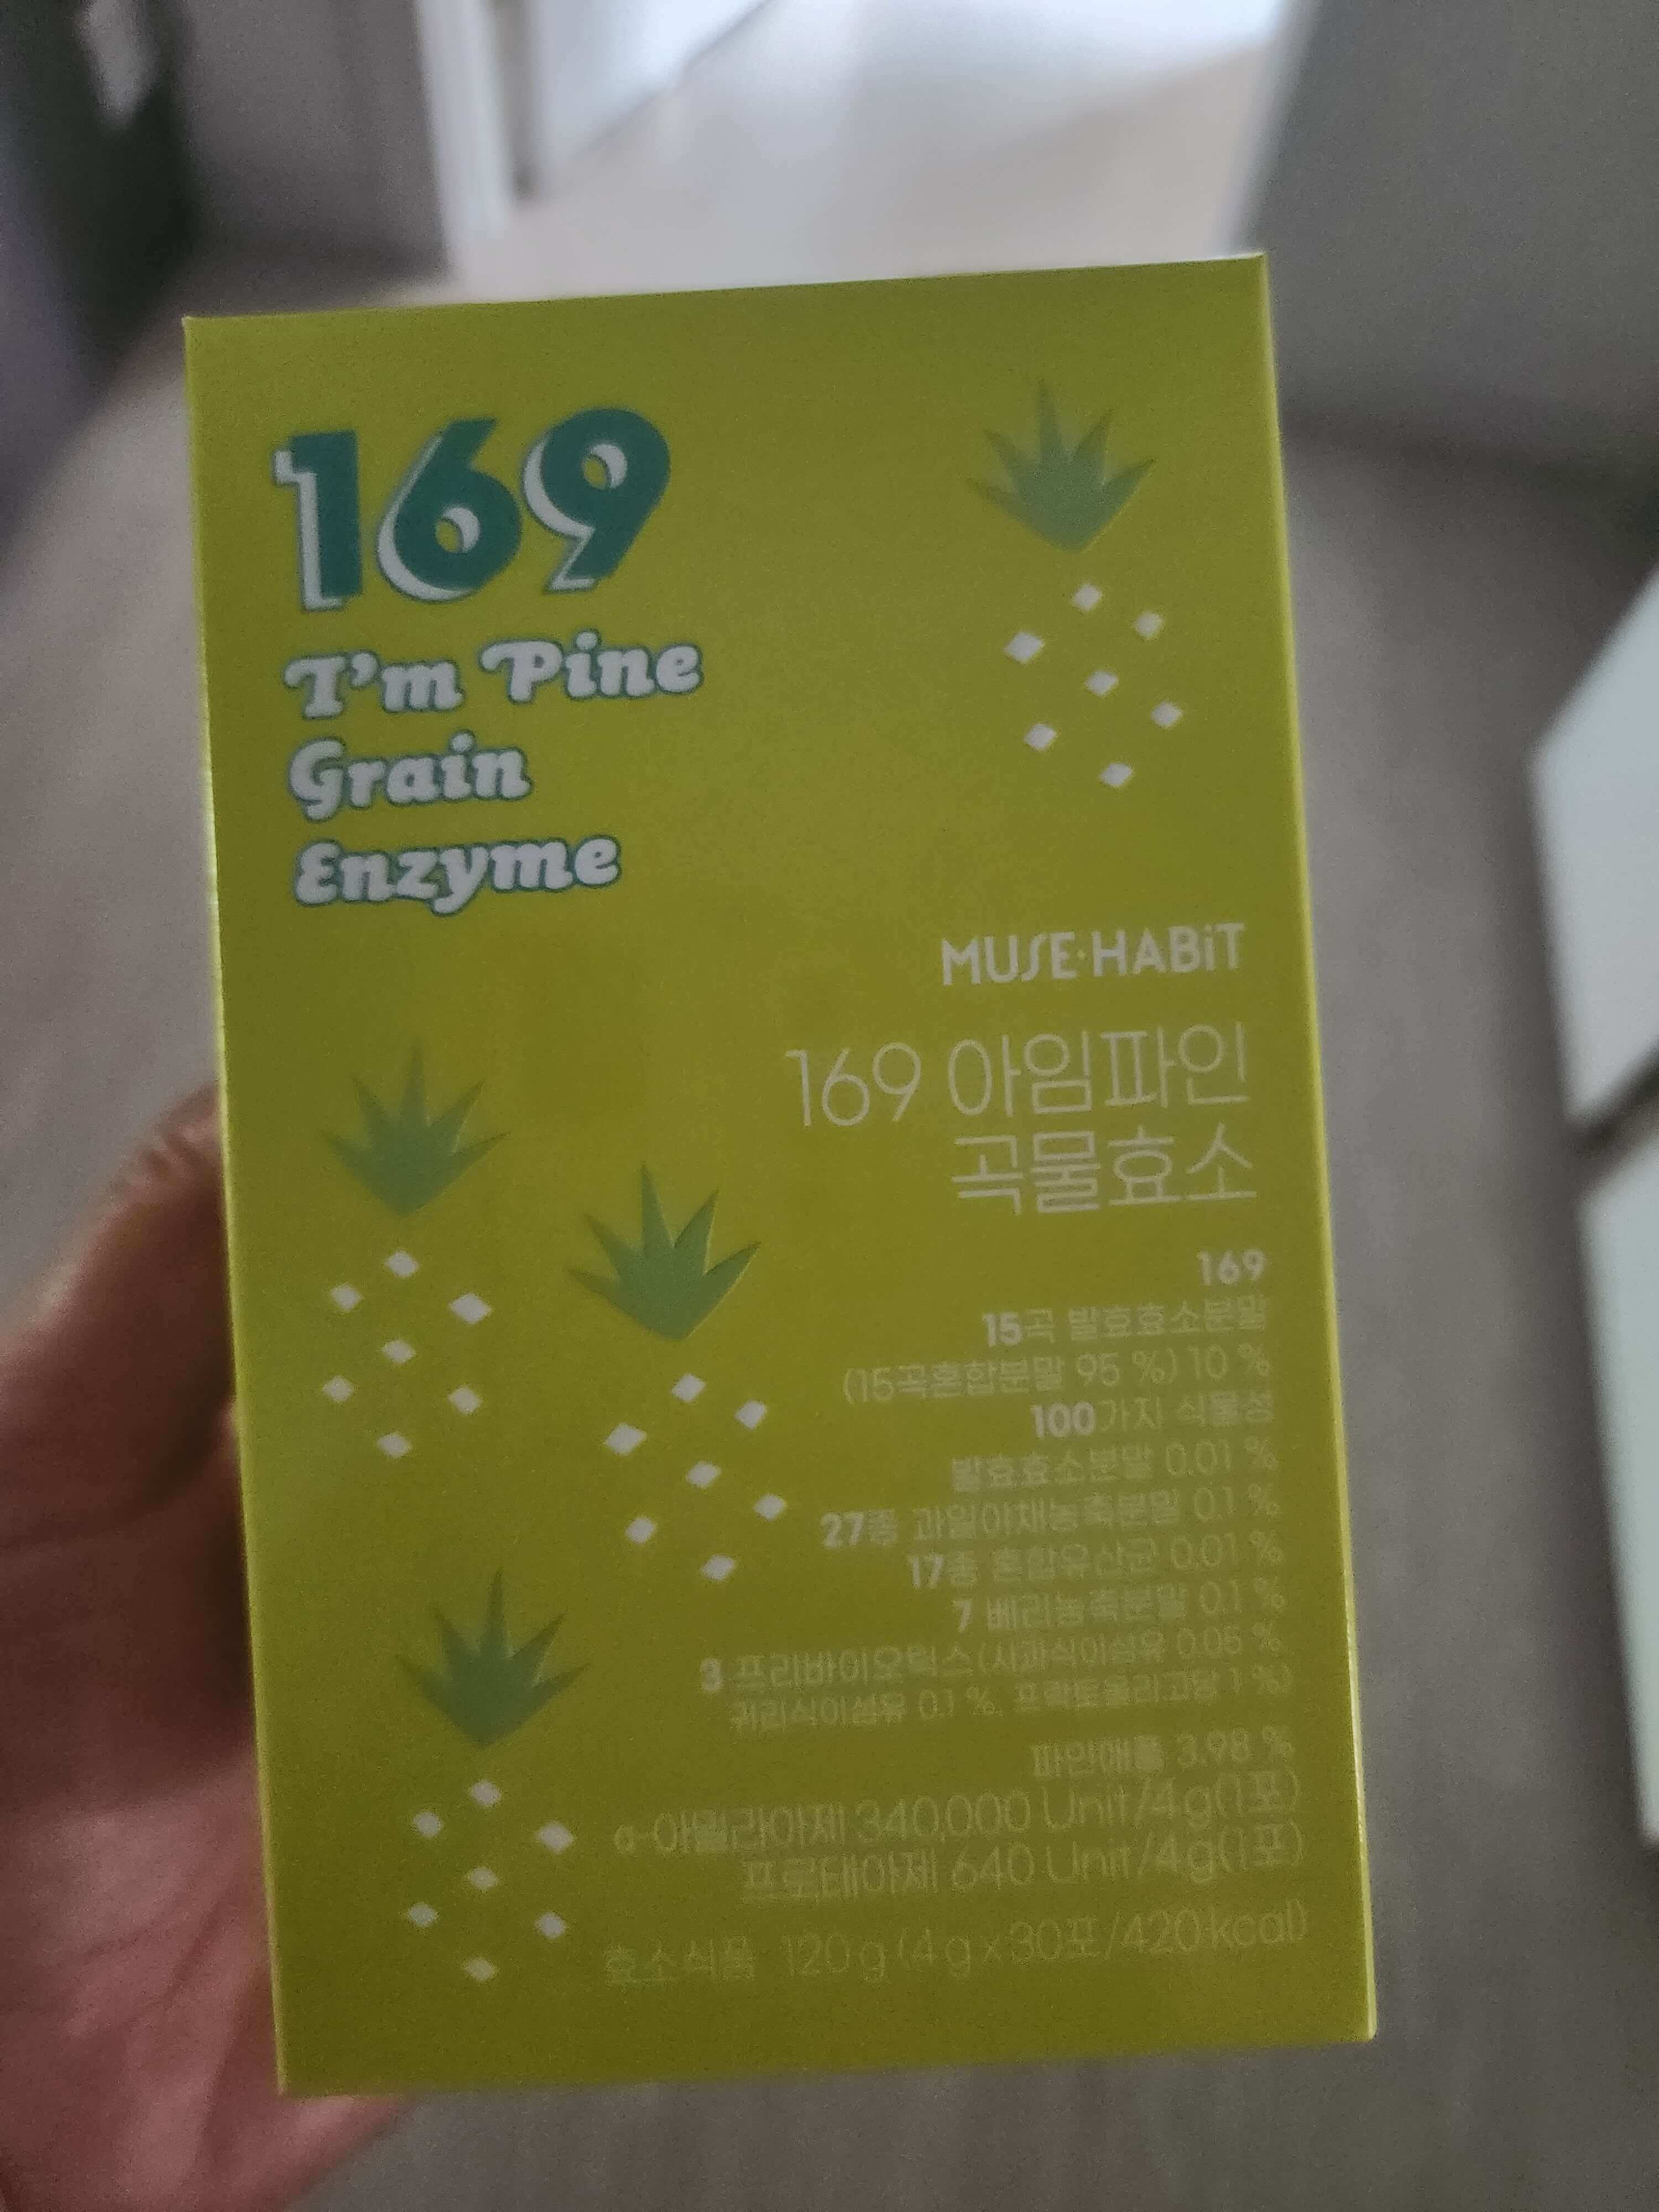 169
I'm Pine
Grain
Enzyme
MUSE·HABiT
169 아임파인
곡물효소
169
15곡 발효효소분말
(15곡혼합분말 95 %) 10 %
100가지 식물성
발효효소분말 0.01 %
27종 과일야채농축분말 0.1 %
17종 혼합유산균 0.01 %
7 베리농축분말 0.1 %
3 프리바이오틱스(사과식이섬유 0.05 %
귀리식이섬유 0.1 %, 프락토올리고당 1 %)
파인애플 3.98 %
α-아밀라아제 340,000 Unit/4g(1포)
프로테아제 640 Unit/4g(1포)
효소식품 120 g (4 g x 30포/420 kcal)